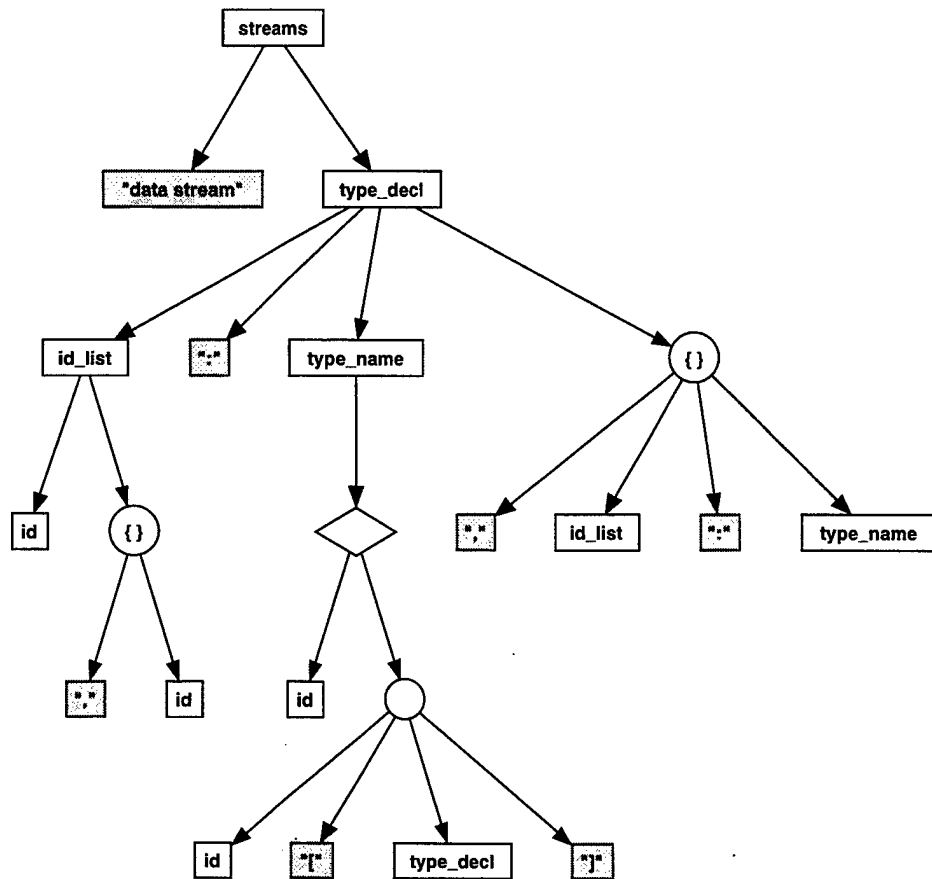 streams
"data stream"
type_decl
id_list
":"
type_name
{ }
id
{ }
","
id_list
":"
type_name
","
id
id
id
"["
type_decl
"]"